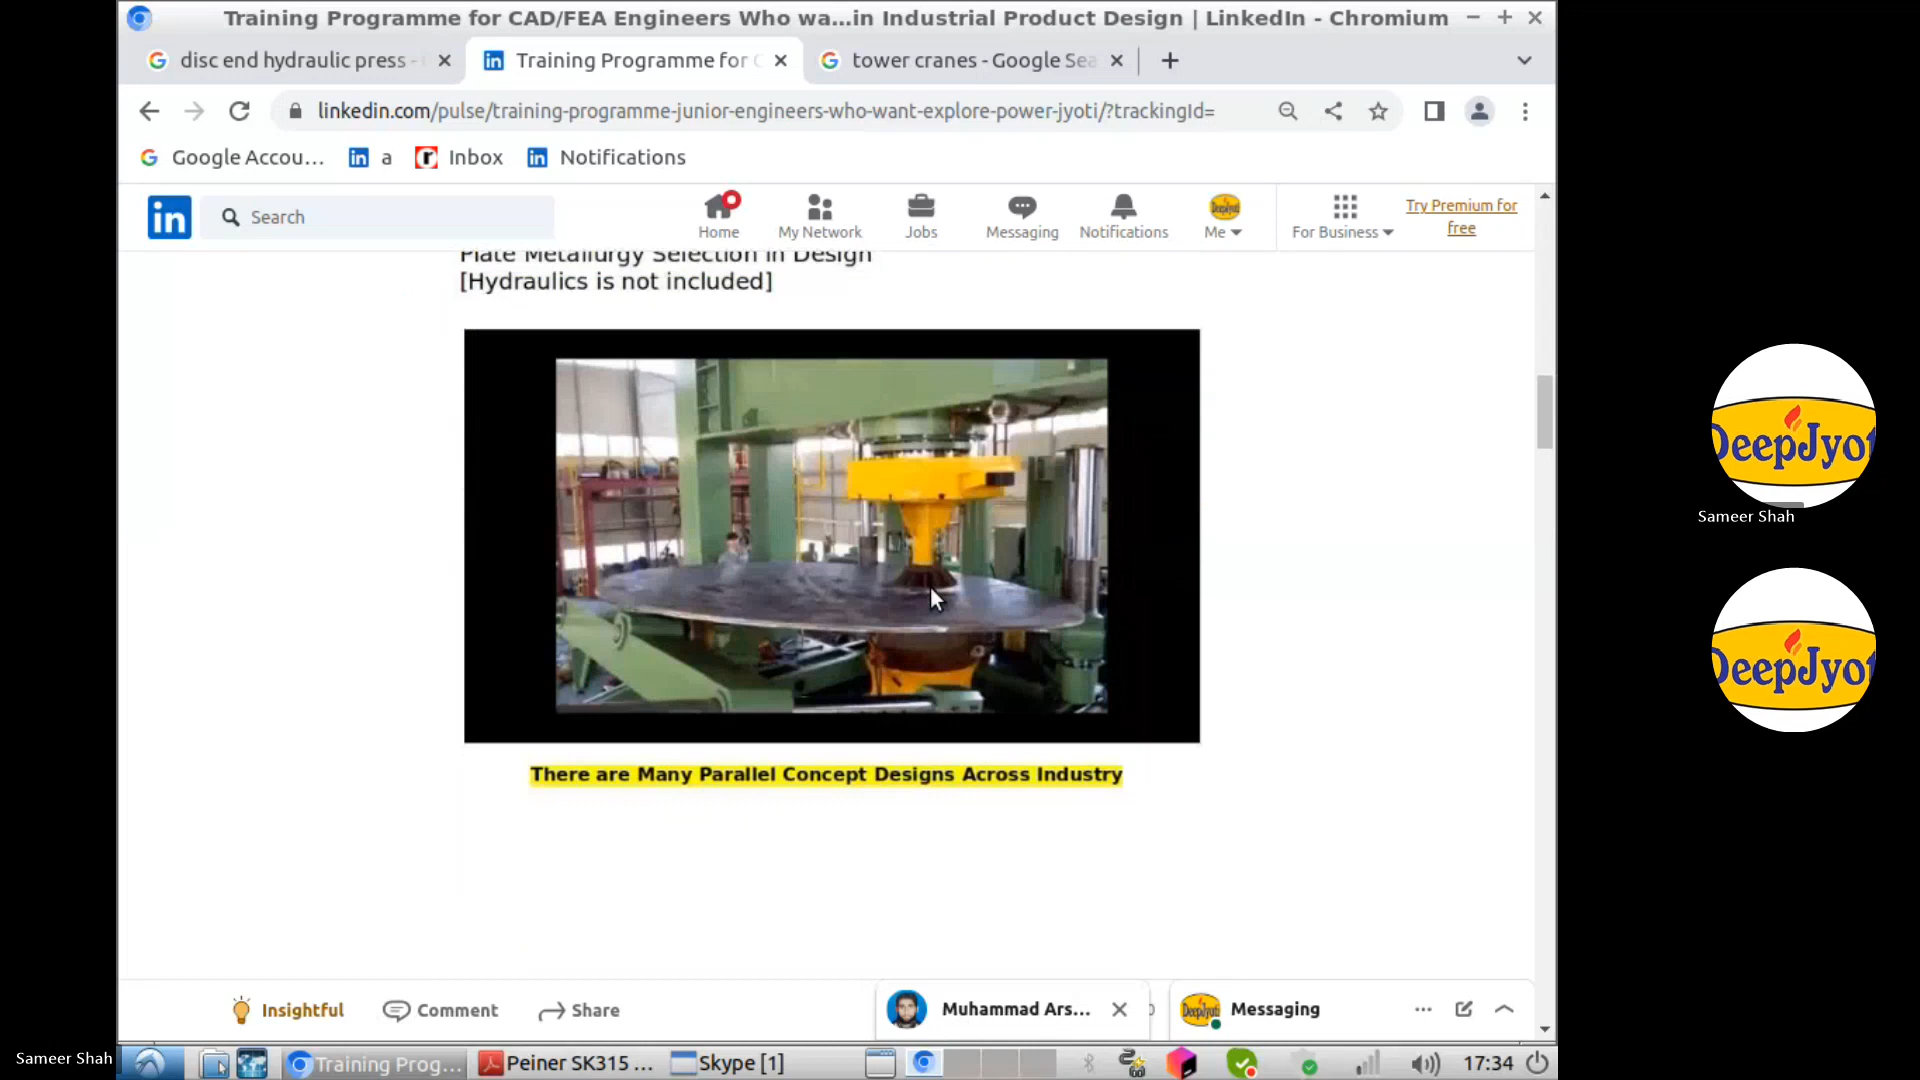 Training Programme for CAD/FEA Engineers Who wa...in Industrial Product Design | LinkedIn - Chromium
disc end hydraulic press -
Training Programme for
tower cranes - Google Sea
linkedin.com/pulse/training-programme-junior-engineers-who-want-explore-power-jyoti/?trackingId=
Google Accou...
a
Inbox
Notifications
in
Search
Home
My Network
Jobs
Messaging
Notifications
Me
For Business
Try Premium for
free
Plate Metallurgy Selection in Design
[Hydraulics is not included]
There are Many Parallel Concept Designs Across Industry
Insightful
Comment
Share
Muhammad Ars...
Messaging
DeepJyot
Sameer Shah
DeepJyot
Sameer Shah
Training Prog...
Peiner SK315 ...
Skype [1]
17:34